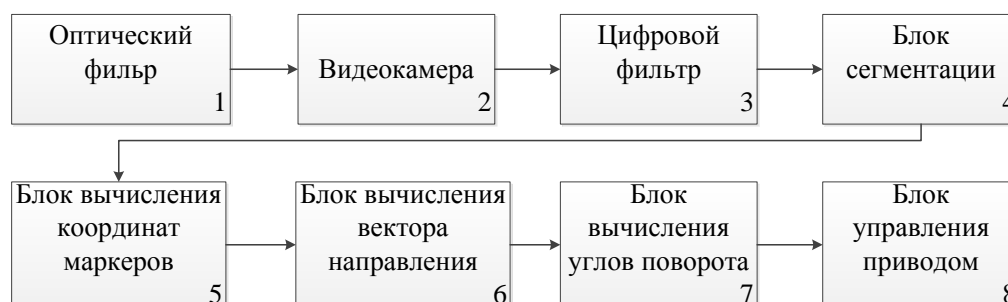 Оптический
фильр
1
Видеокамера
2
Цифровой
фильтр
3
Блок
сегментации
4
Блок вычисления
координат
маркеров
5
Блок вычисления
вектора
направления
6
Блок
вычисления
углов поворота
7
Блок
управления
приводом
8